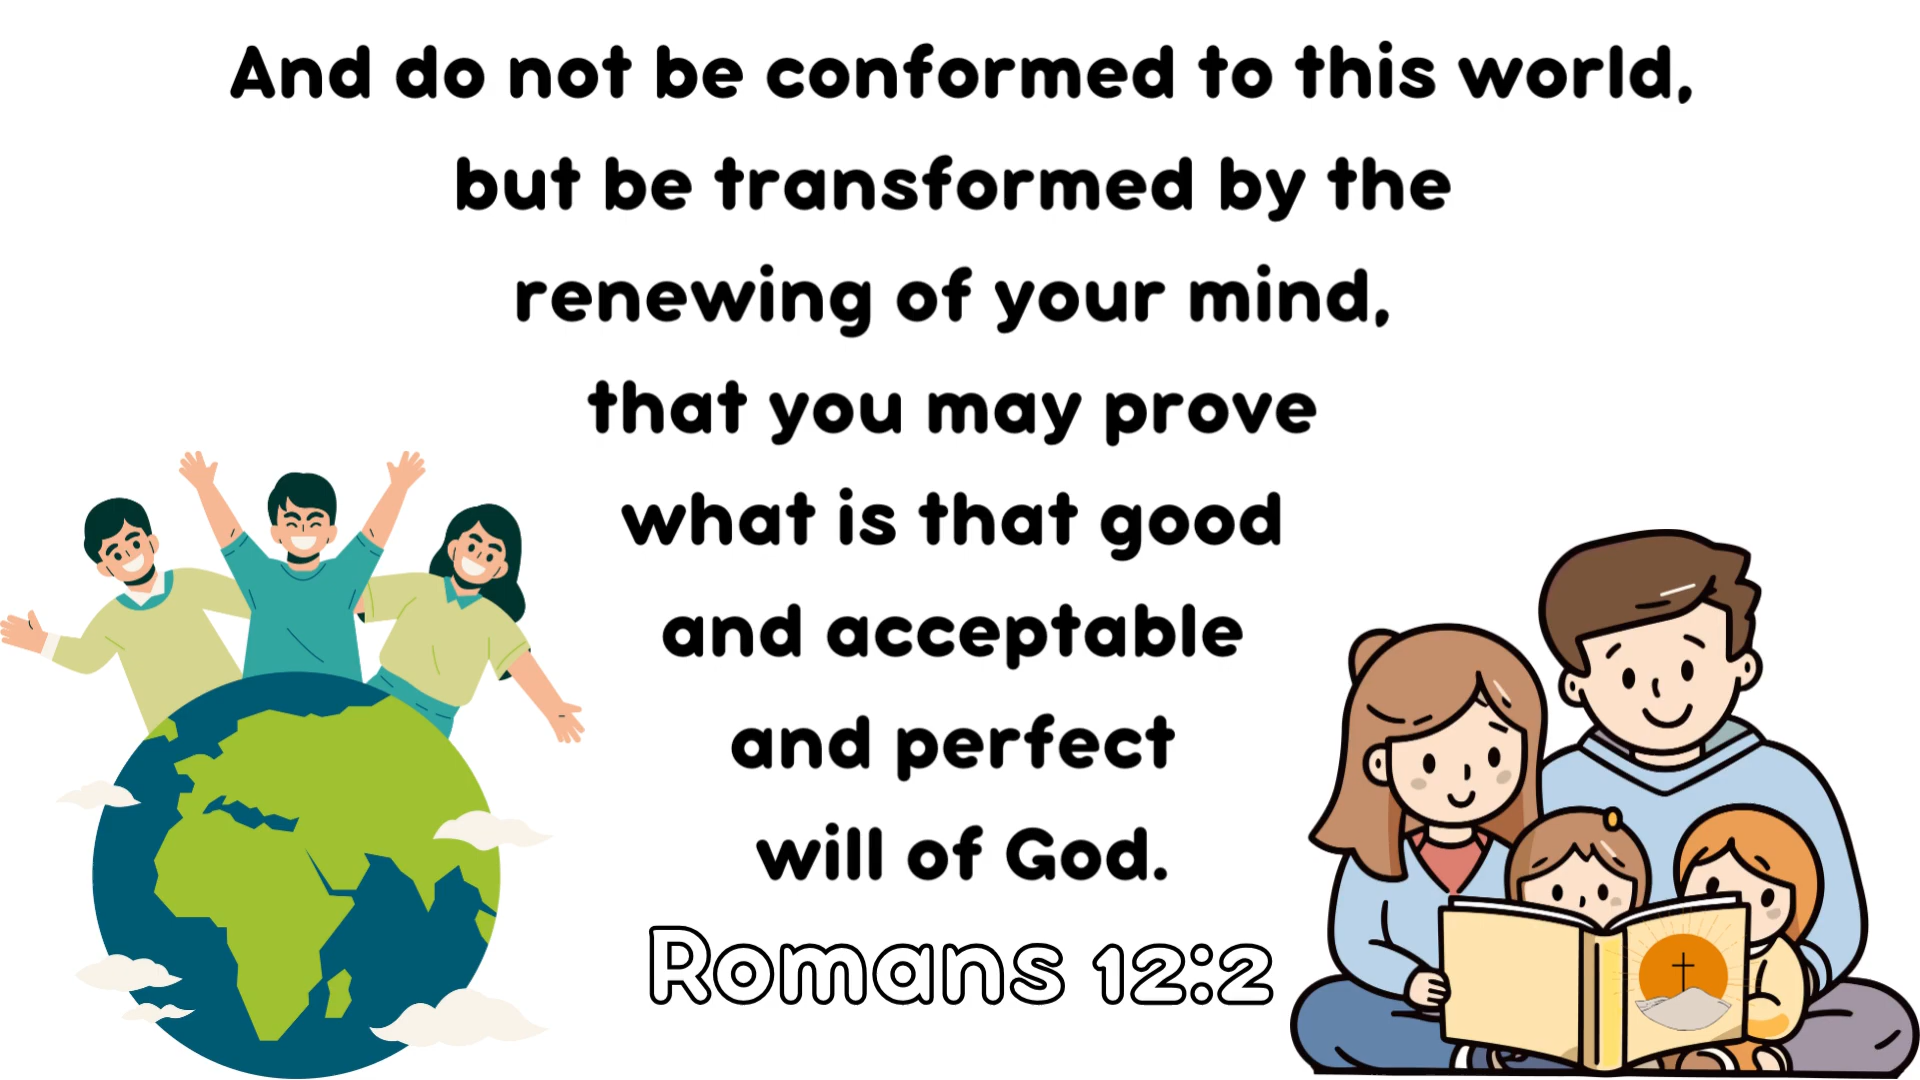 And do not be conformed to this world,
but be transformed by the
renewing of your mind,
that you may prove
what is that good
and acceptable
and perfect
will of God.
Romans 12:2